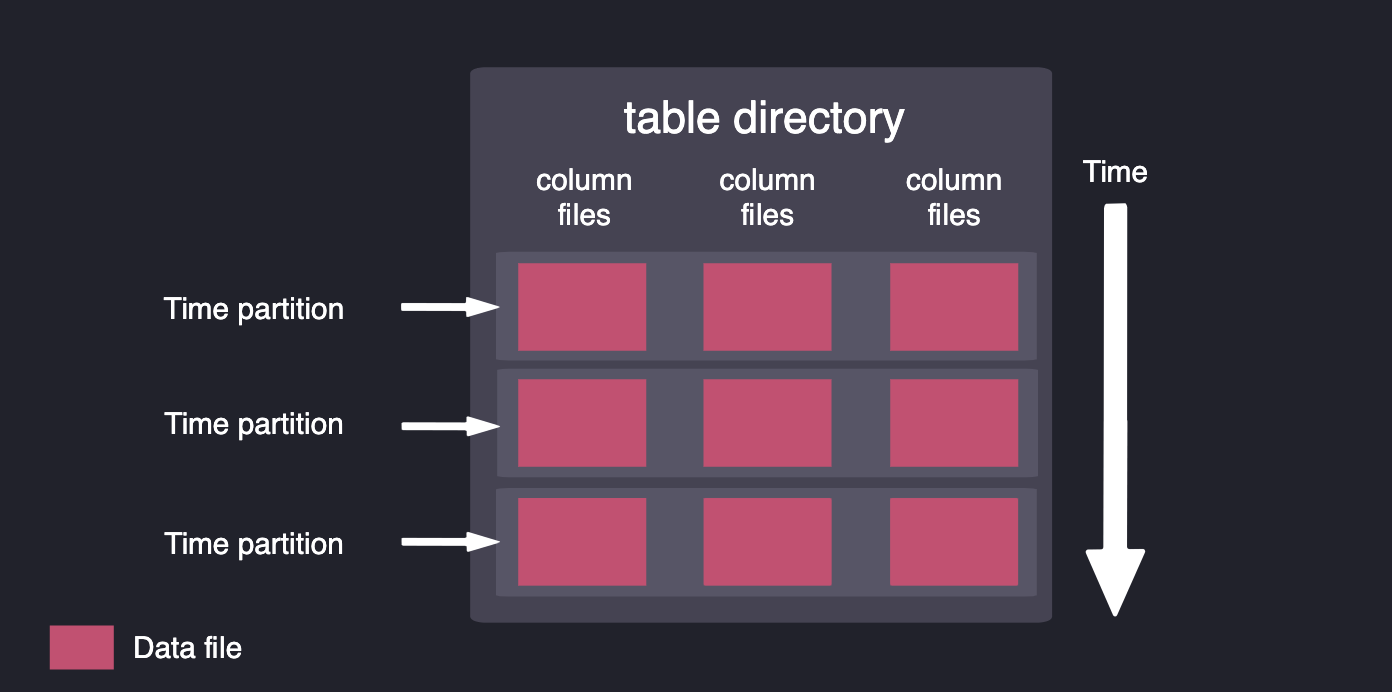 table directory
column
files
column
files
column
files
Time
Time partition
Time partition
Time partition
Data file